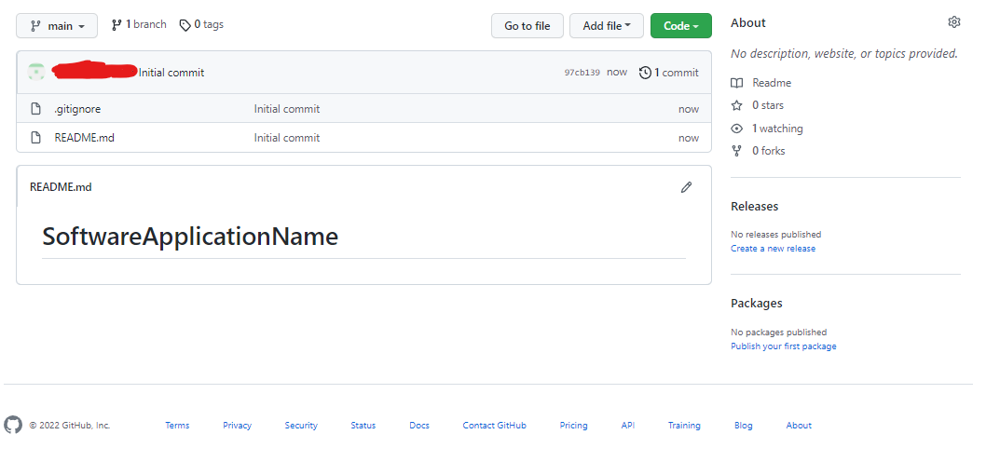 main 1 branch 0 tags Go to file Add file Code
Initial commit 97cb139 now 1 commit
.gitignore Initial commit now
README.md Initial commit now
README.md
SoftwareApplicationName
About
No description, website, or topics provided.
Readme
0 stars
1 watching
0 forks
Releases
No releases published
Create a new release
Packages
No packages published
Publish your first package
© 2022 GitHub, Inc. Terms Privacy Security Status Docs Contact GitHub Pricing API Training Blog About